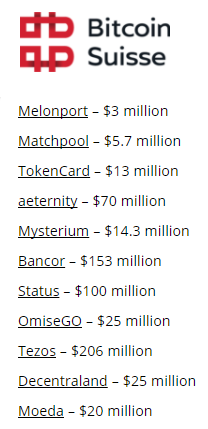 Bitcoin
Suisse
Melonport – $3 million
Matchpool – $5.7 million
TokenCard – $13 million
aeternity – $70 million
Mysterium – $14.3 million
Bancor – $153 million
Status – $100 million
OmiseGO – $25 million
Tezos – $206 million
Decentraland – $25 million
Moeda – $20 million